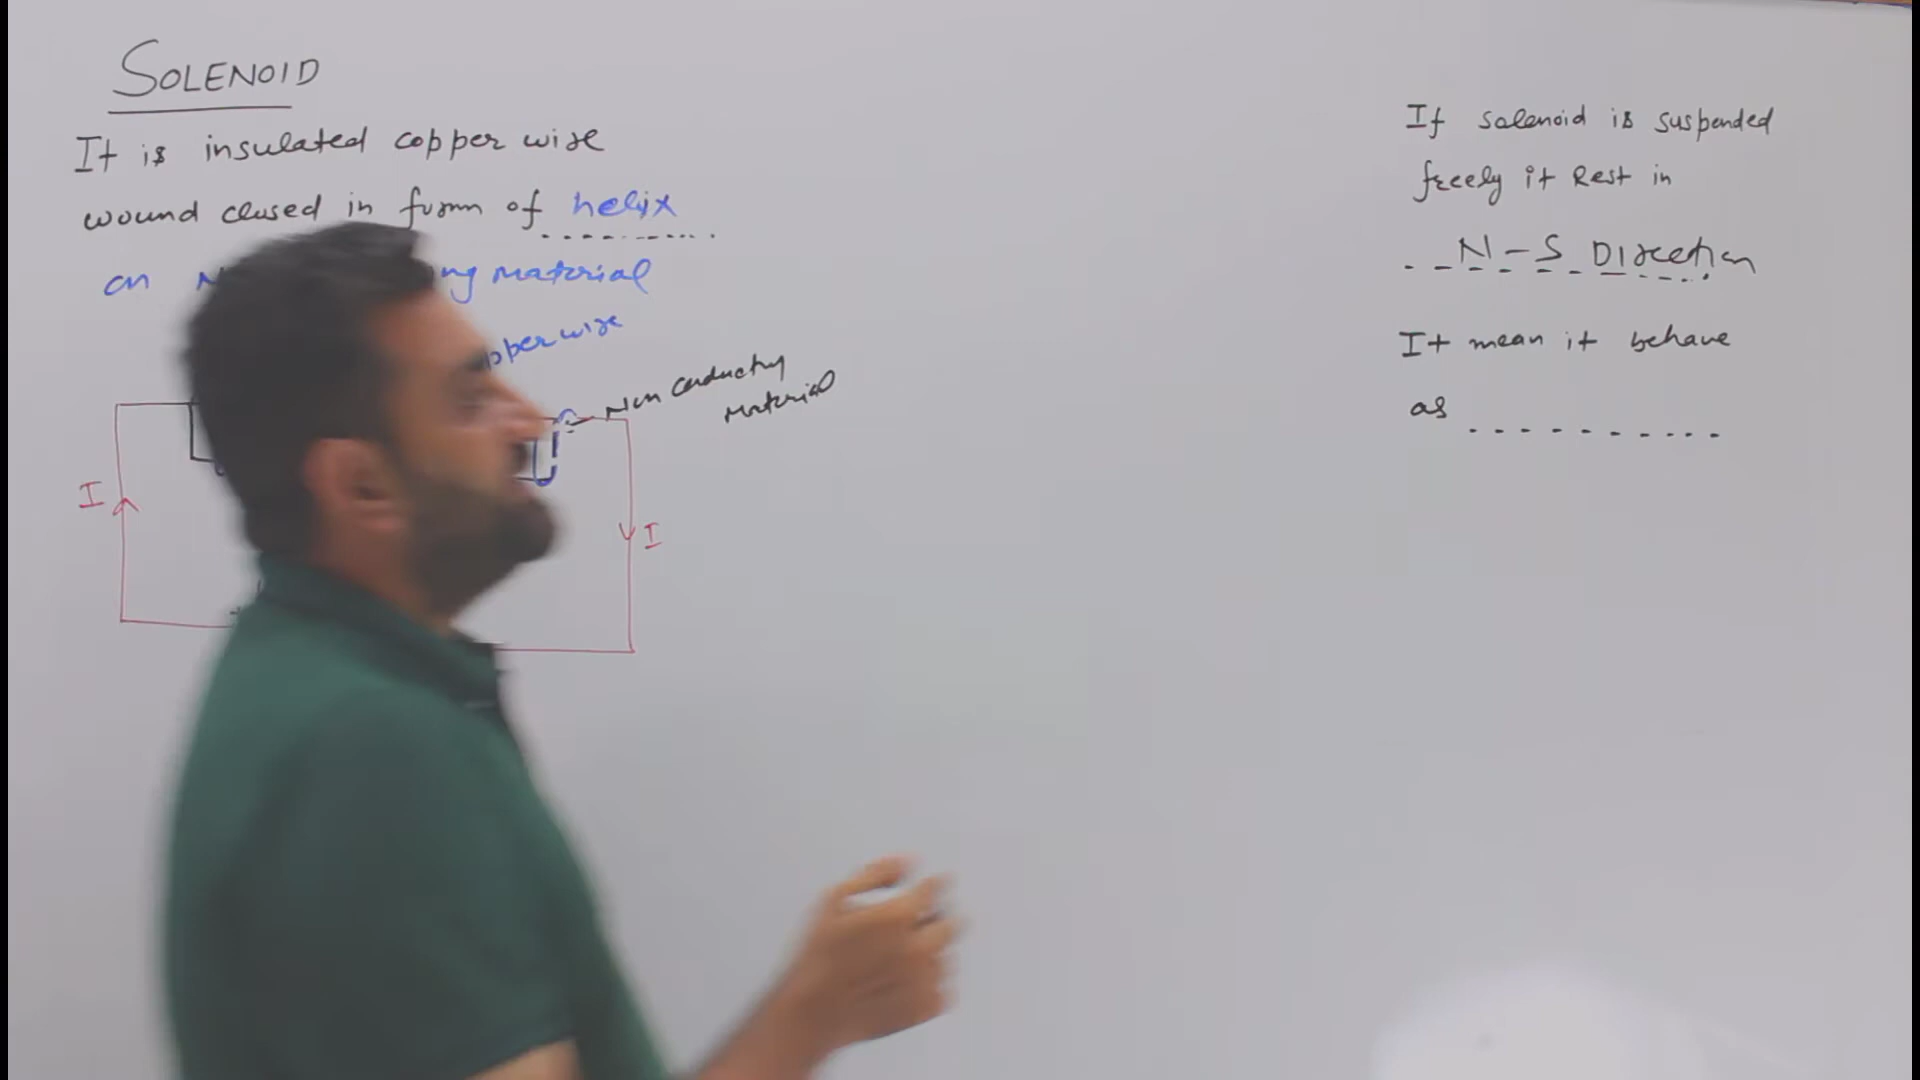 SOLENOID
It is insulated copper wire
wound closed in form of helix
on ng material
pper wire
Non conducting
Material
I
I
If solenoid is suspended
freely it Rest in
N-S Direction
It mean it behave
as ..........